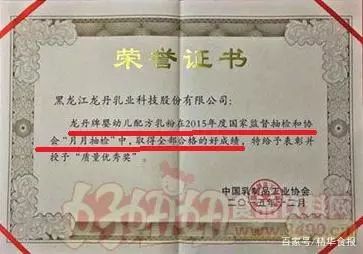 荣誉证书
黑龙江龙丹乳业科技股份有限公司：
龙丹牌婴幼儿配方乳粉在2015年度国家监督抽检和协
会“月月抽检”中，取得全部合格的好成绩，特给予表彰并
授予“质量优秀奖”。
中国乳制品工业协会
二〇一五年十二月
百家号/精华食报